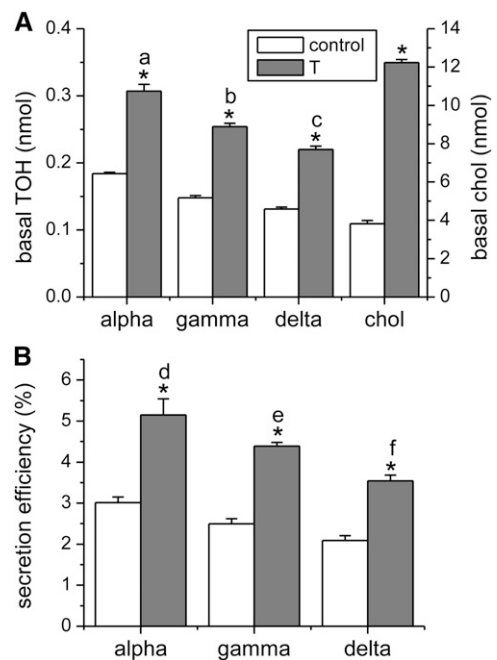 A
control
T
basal TOH (nmol)
0.4
0.3
0.2
0.1
0.0
a
*
b
*
c
*
*
14
12
10
8
6
4
2
0
basal chol (nmol)
alpha gamma delta chol
B
secretion efficiency (%)
6
5
4
3
2
1
0
d
*
e
*
f
*
alpha gamma delta